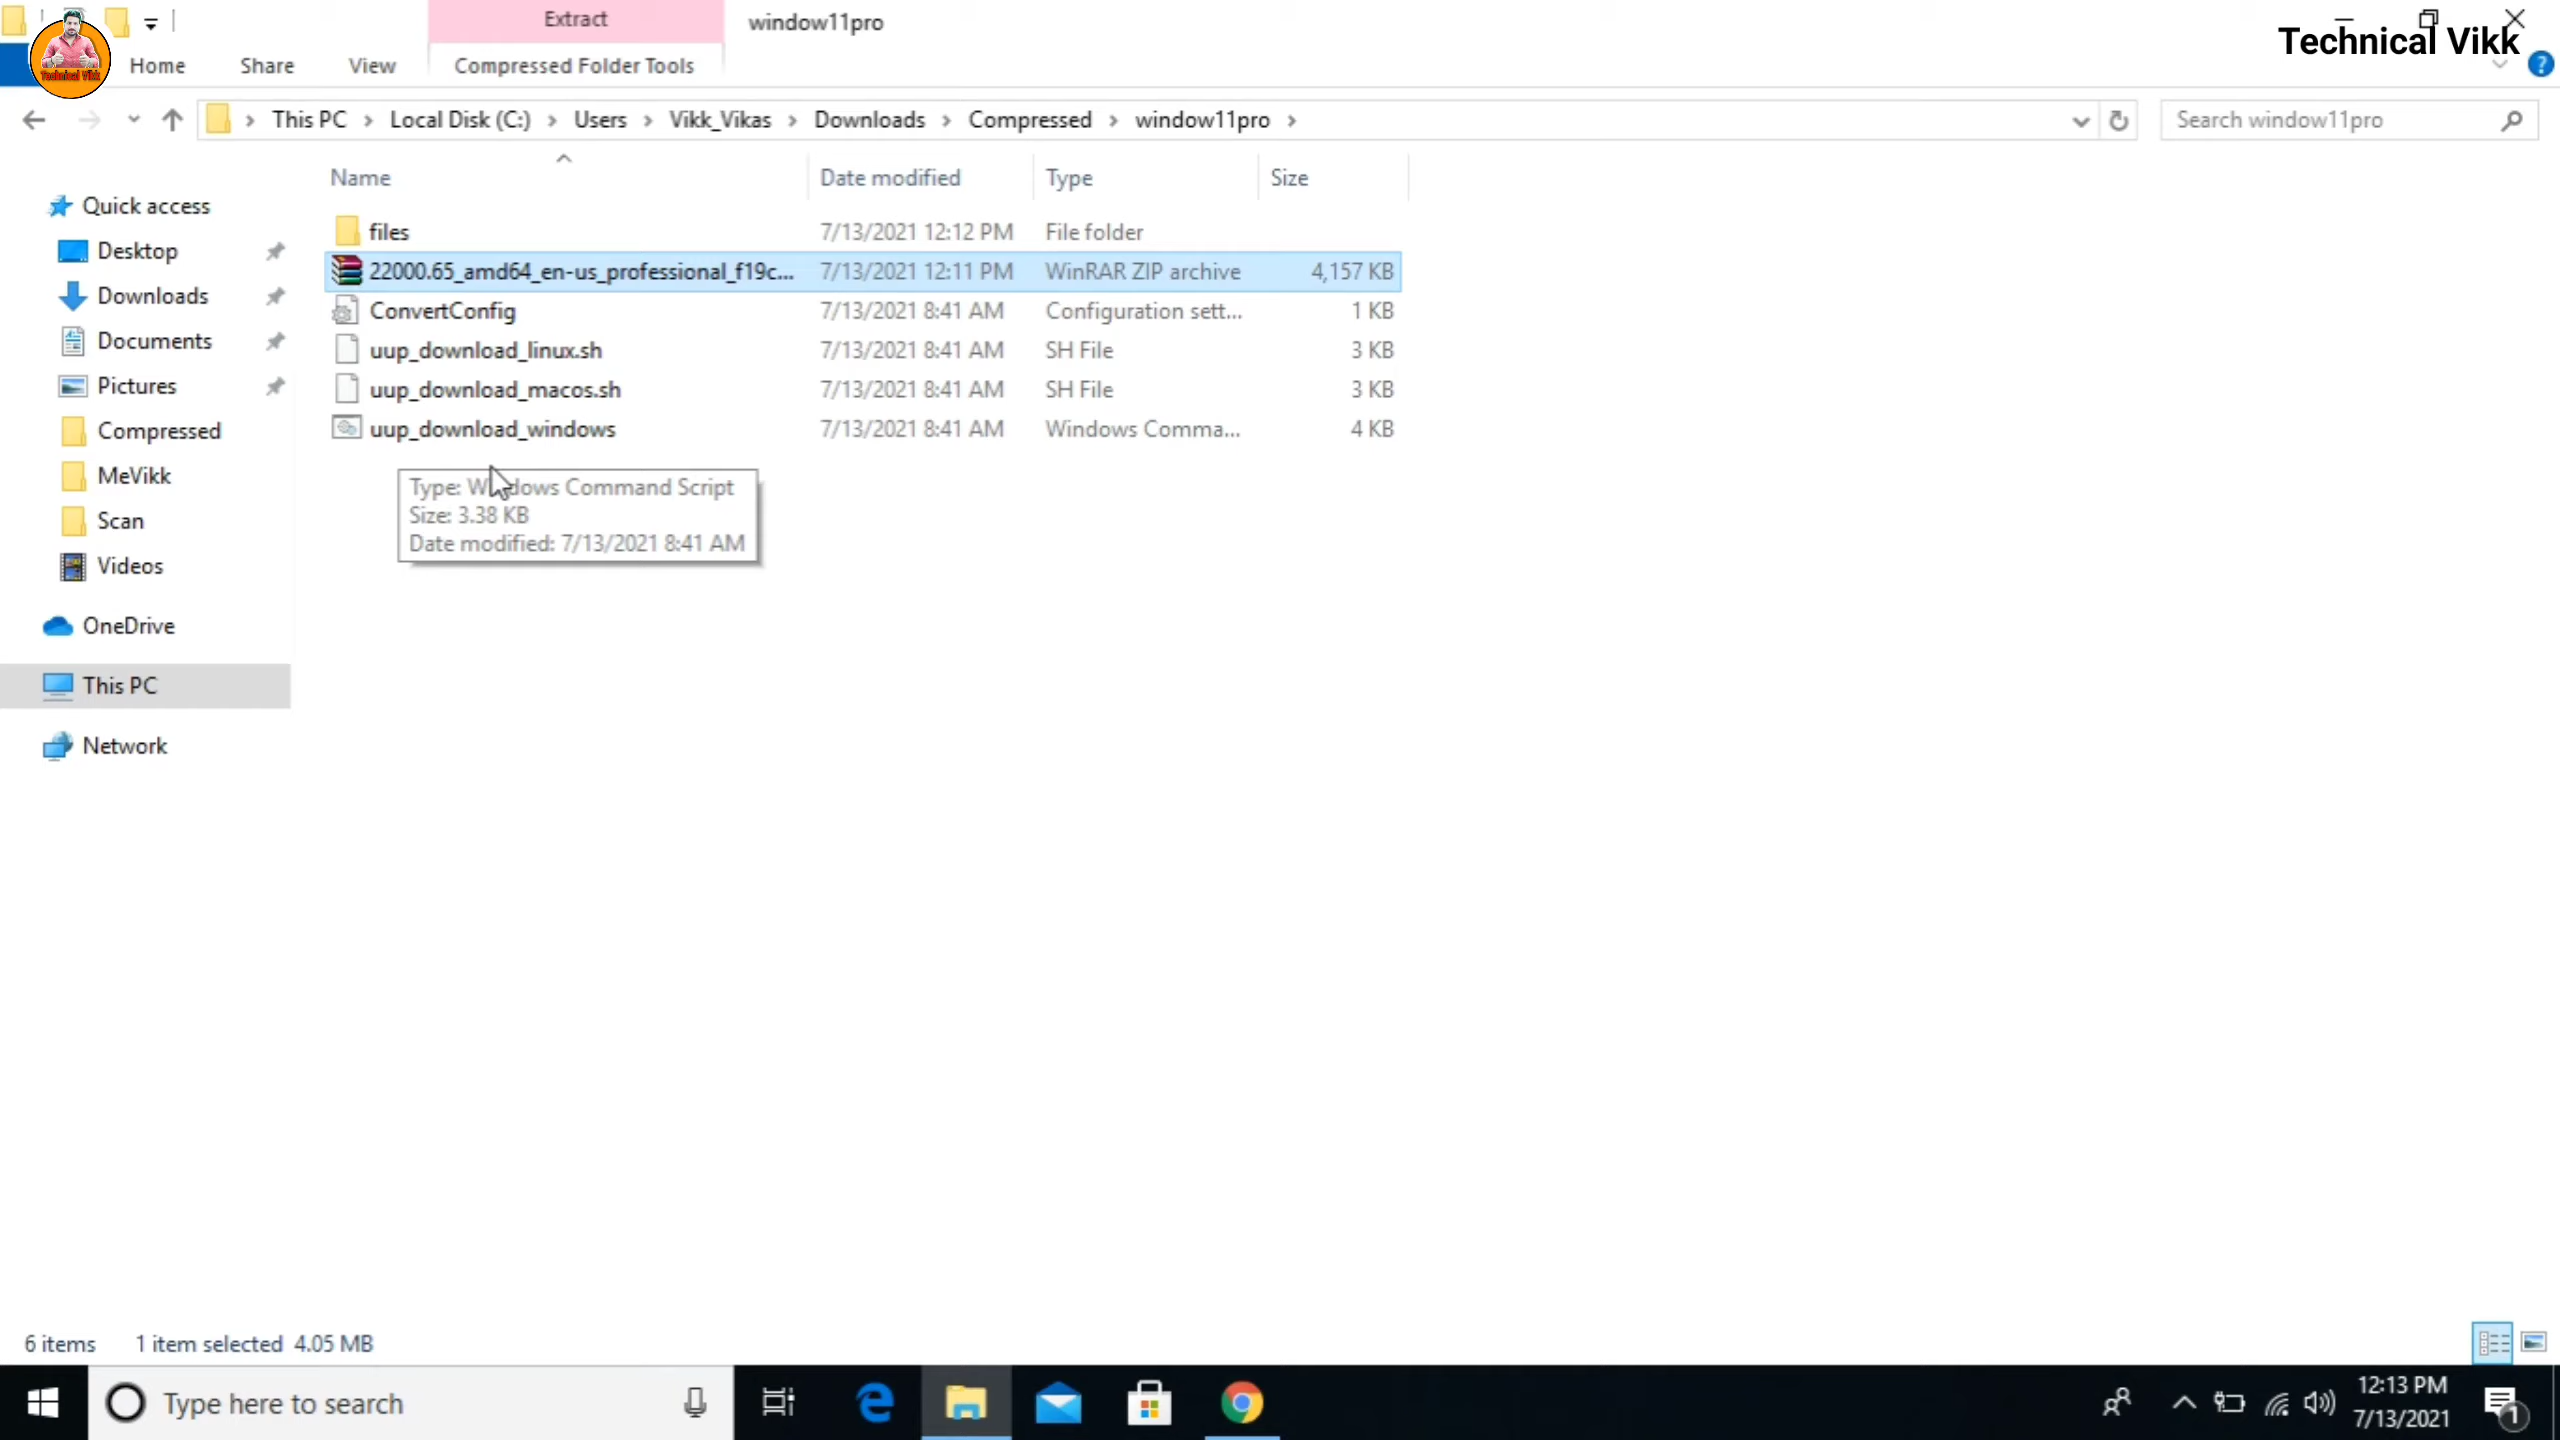 Extract
window11pro
Technical Vikk
Technical Vikk
Home
Share
View
Compressed Folder Tools
This PC
Local Disk (C:)
Users
Vikk_Vikas
Downloads
Compressed
window11pro
Search window11pro
Name
Date modified
Type
Size
Quick access
Desktop
Downloads
Documents
Pictures
Compressed
MeVikk
Scan
Videos
OneDrive
This PC
Network
files 7/13/2021 12:12 PM File folder
22000.65_amd64_en-us_professional_f19c... 7/13/2021 12:11 PM WinRAR ZIP archive 4,157 KB
ConvertConfig 7/13/2021 8:41 AM Configuration sett... 1 KB
uup_download_linux.sh 7/13/2021 8:41 AM SH File 3 KB
uup_download_macos.sh 7/13/2021 8:41 AM SH File 3 KB
uup_download_windows 7/13/2021 8:41 AM Windows Comma... 4 KB
Type: Windows Command Script
Size: 3.38 KB
Date modified: 7/13/2021 8:41 AM
6 items
1 item selected 4.05 MB
Type here to search
12:13 PM
7/13/2021
1